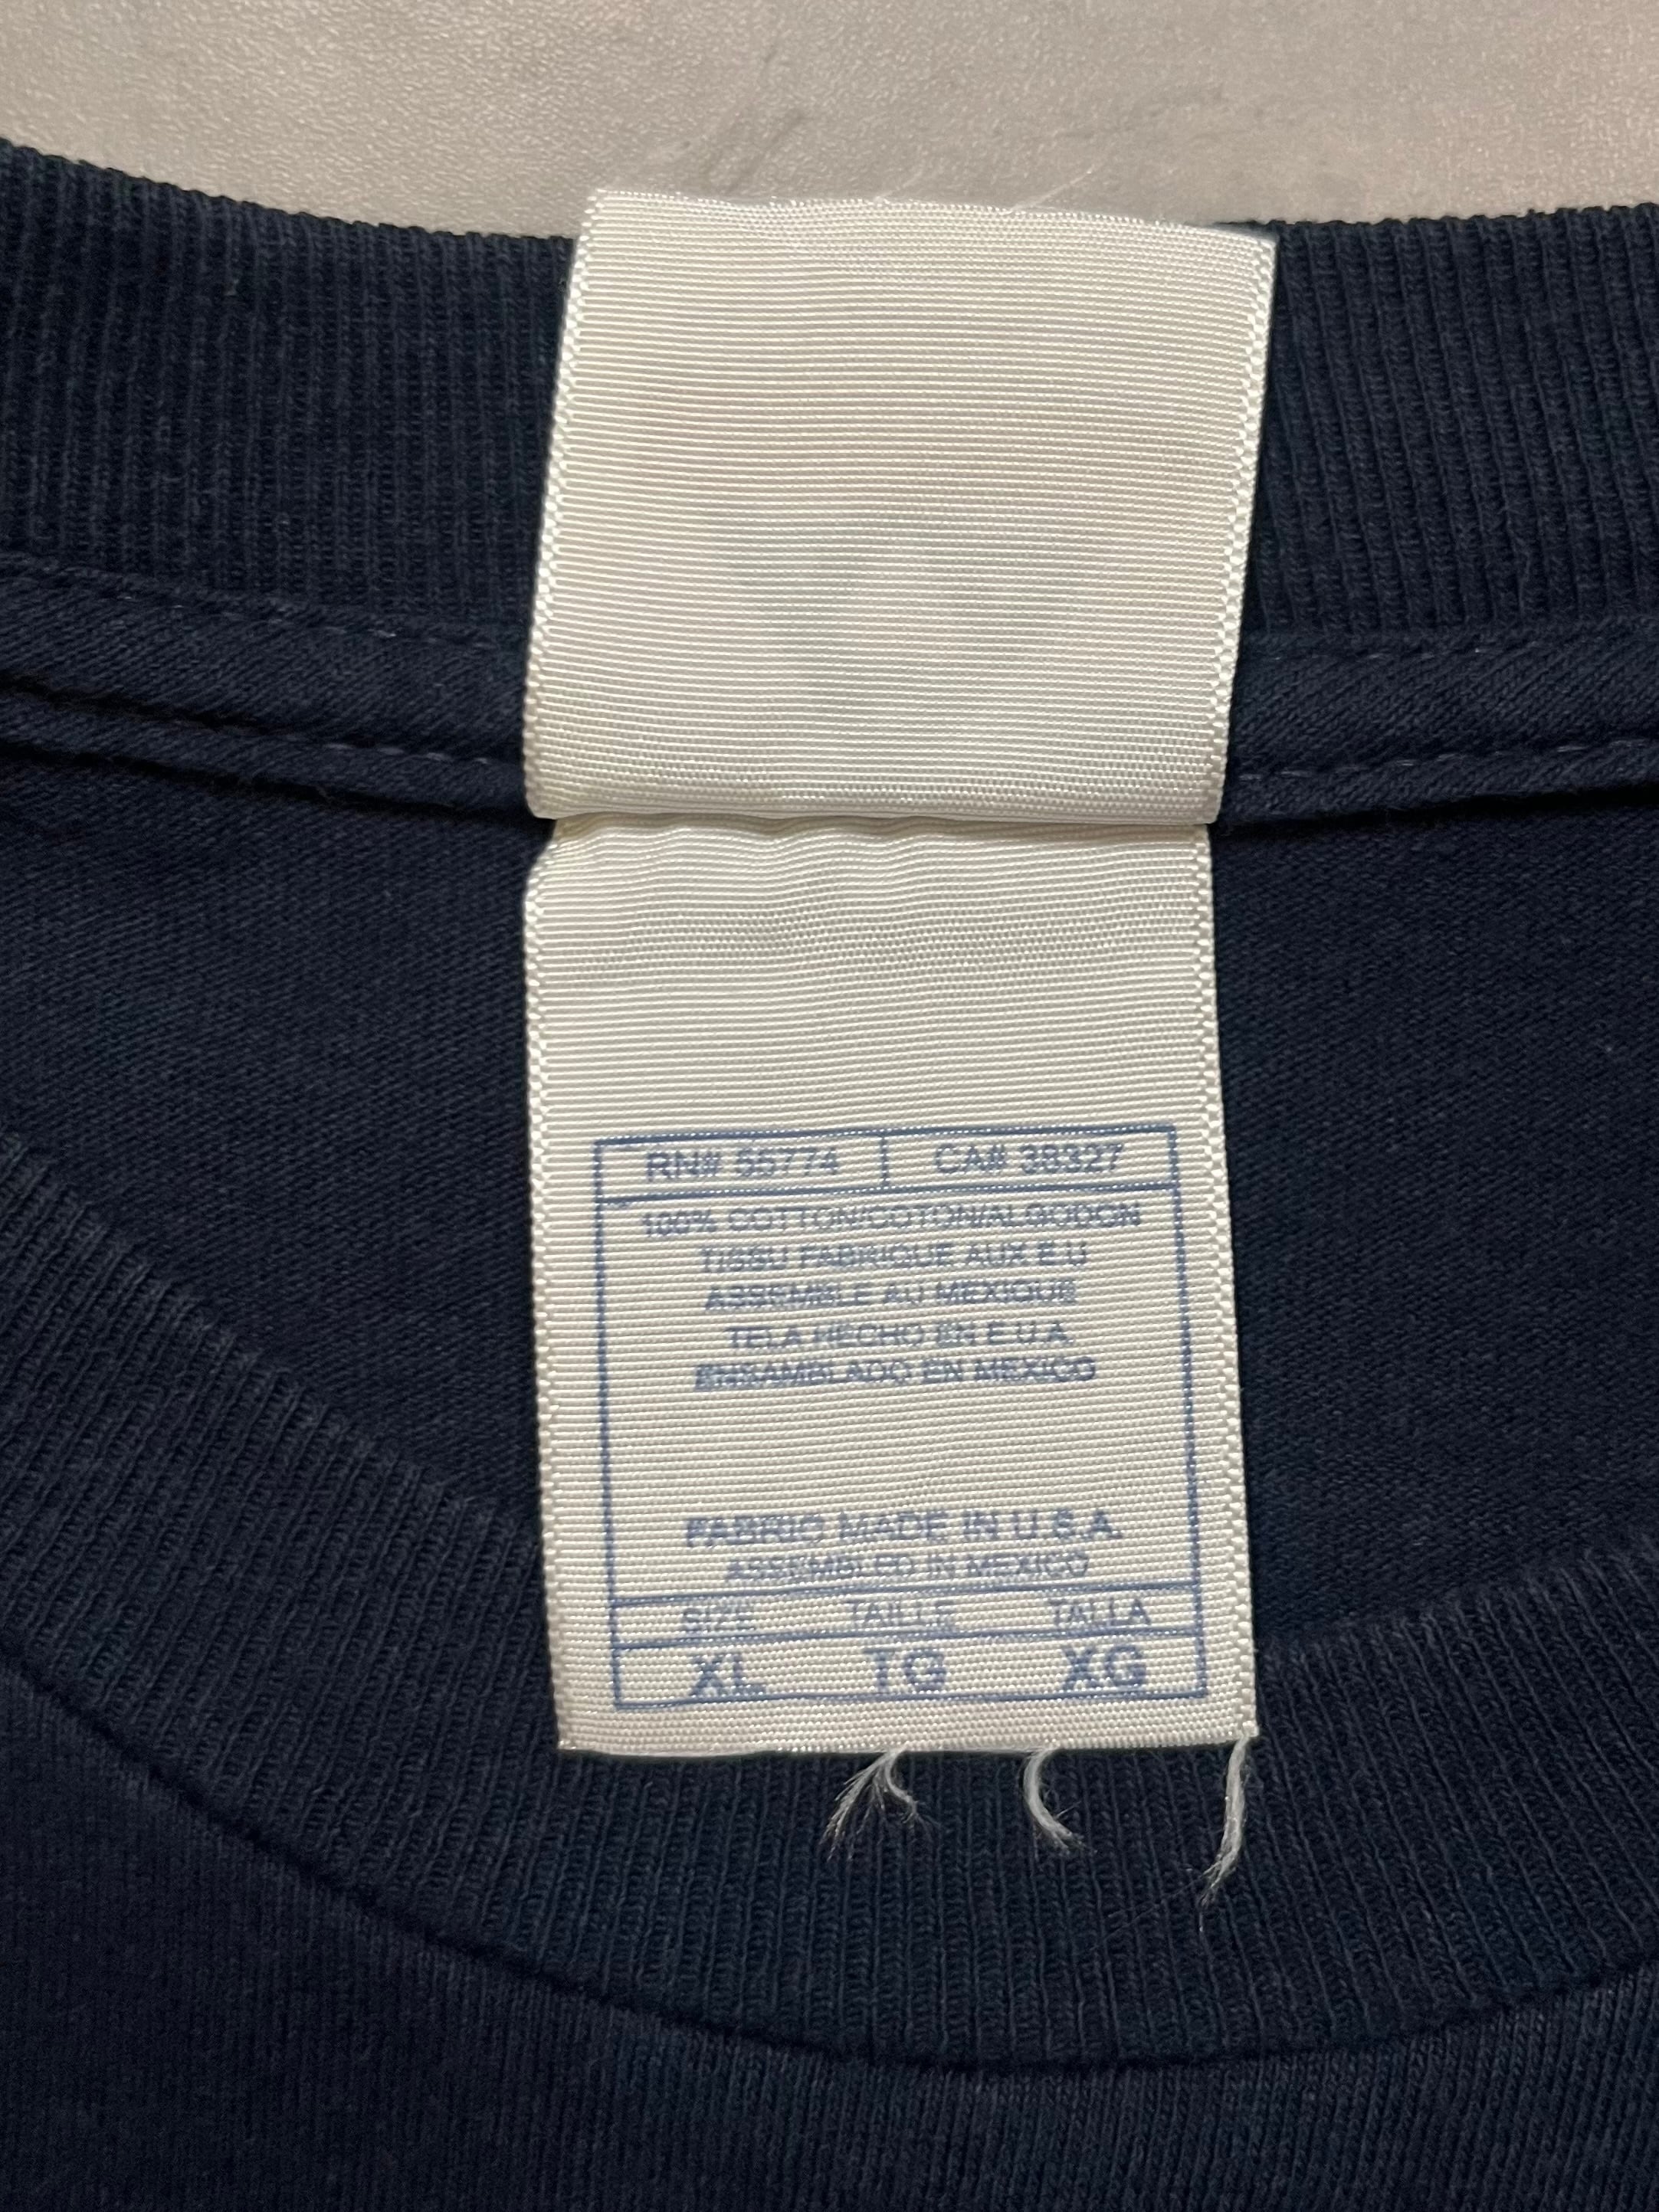 RN# 55774 | CA# 38327
100% COTTON/COTON/ALGODON
TISSU FABRIQUE AUX E.U
ASSEMBLE AU MEXIQUE
TELA HECHO EN E.U.A.
ENSAMBLADO EN MEXICO
FABRIC MADE IN U.S.A.
ASSEMBLED IN MEXICO
SIZE TAILLE TALLA
XL TG XG